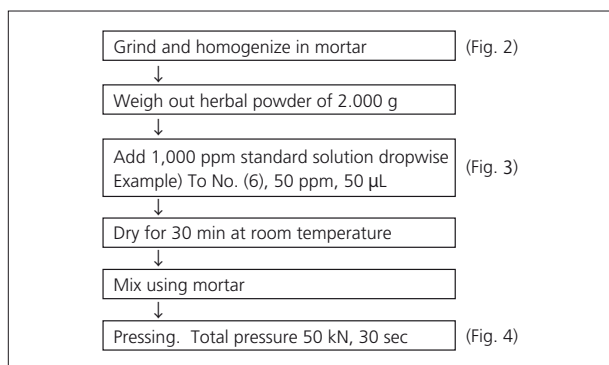 Grind and homogenize in mortar (Fig. 2)
↓
Weigh out herbal powder of 2.000 g
↓
Add 1,000 ppm standard solution dropwise (Fig. 3)
Example) To No. (6), 50 ppm, 50 μL
↓
Dry for 30 min at room temperature
↓
Mix using mortar
↓
Pressing. Total pressure 50 kN, 30 sec (Fig. 4)